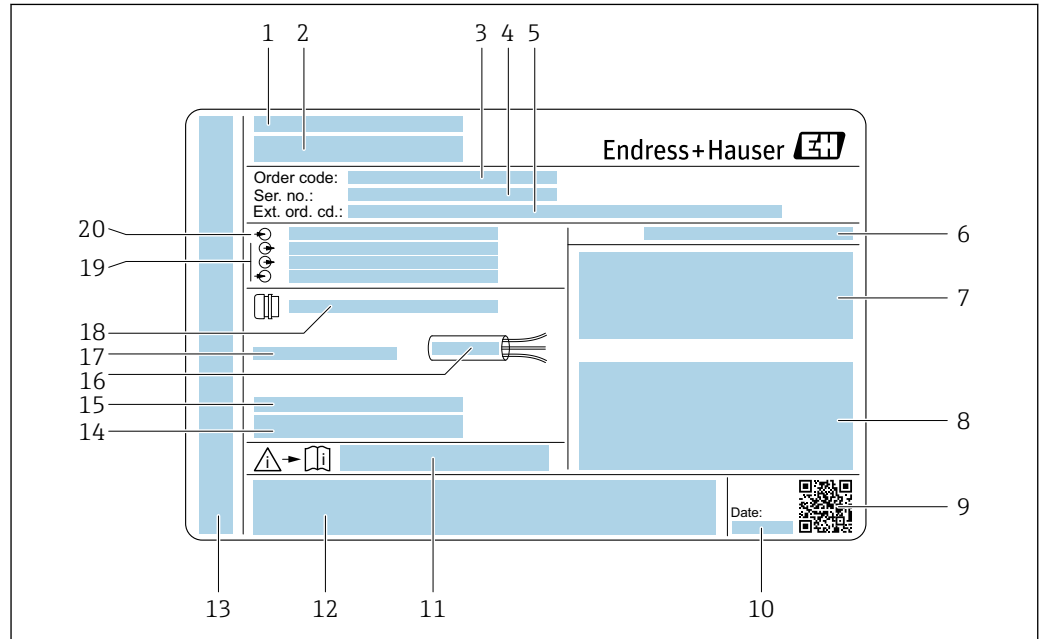 1 2 3 4 5
Endress+Hauser EH
Order code:
Ser. no.:
Ext. ord. cd.:
20
6
19
7
18
17
16
15
8
14
i i
9
Date:
13 12 11 10